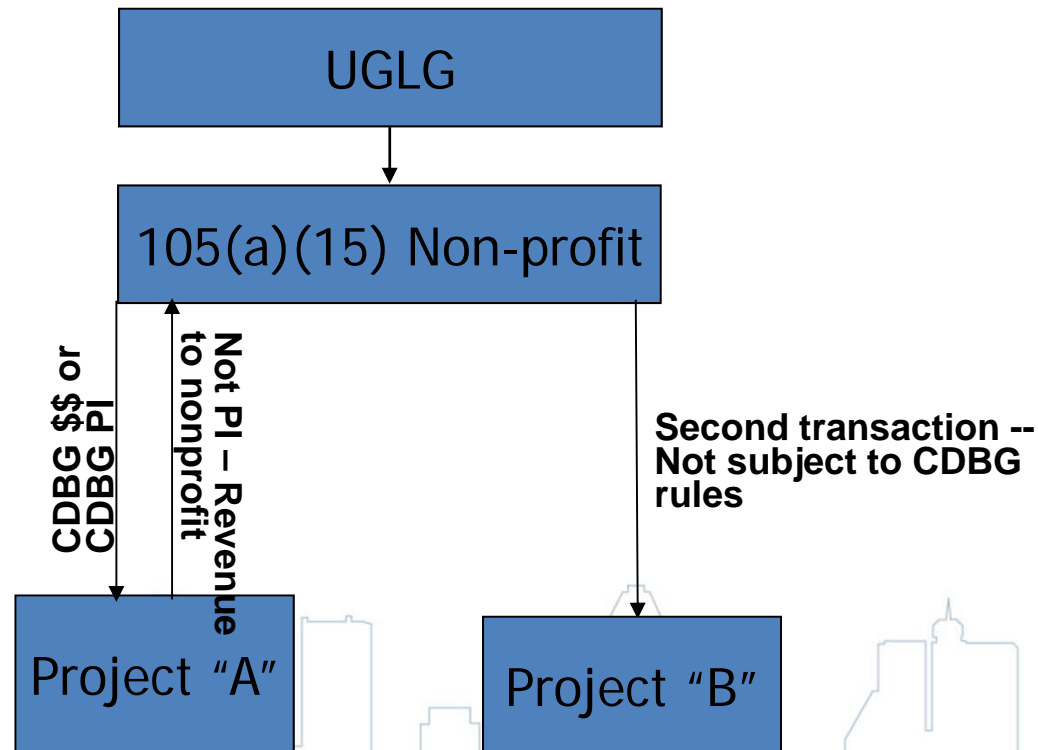 UGLG
105(a)(15) Non-profit
CDBG $$ or
CDBG PI
Not PI – Revenue
to nonprofit
Second transaction --
Not subject to CDBG
rules
Project “A”
Project “B”